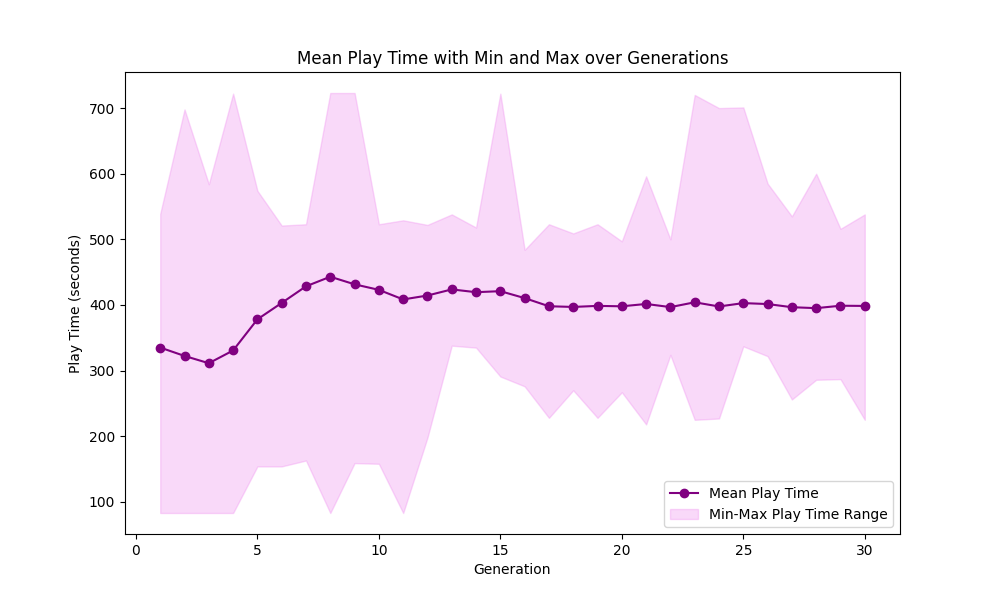 Mean Play Time with Min and Max over Generations
Play Time (seconds)
700
600
500
400
300
200
100
0
5
10
15
20
25
30
Generation
Mean Play Time
Min-Max Play Time Range